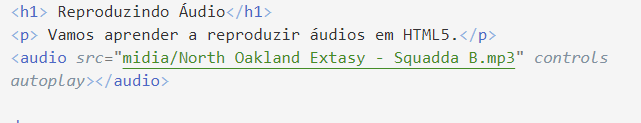 <h1> Reproduzindo Áudio</h1>
<p> Vamos aprender a reproduzir áudios em HTML5.</p>
<audio src="midia/North Oakland Extasy - Squadda B.mp3" controls
autoplay></audio>